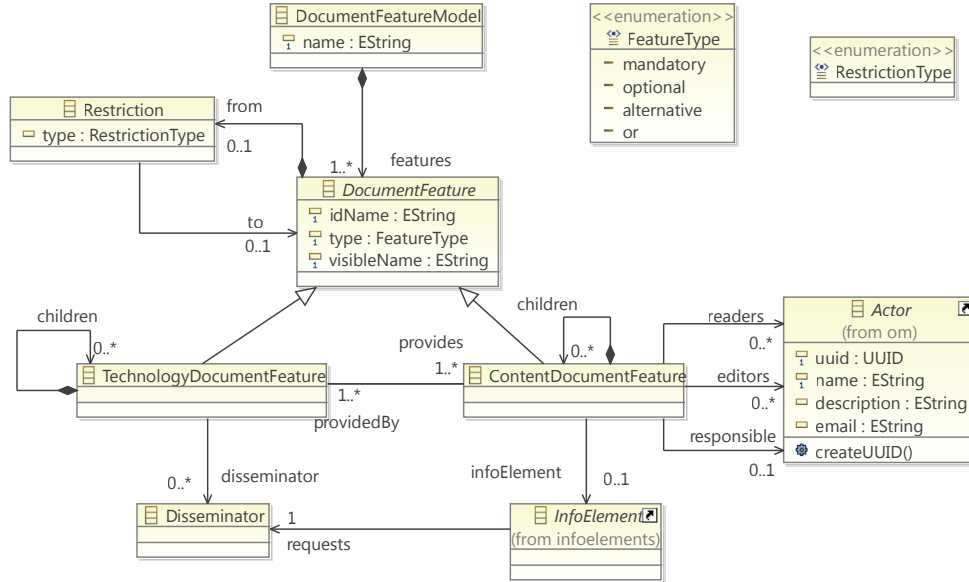 DocumentFeatureModel
name : EString
<<enumeration>>
FeatureType
mandatory
optional
alternative
or
<<enumeration>>
RestrictionType
Restriction
type : RestrictionType
from
0..1
1..*
features
to
0..1
DocumentFeature
idName : EString
type : FeatureType
visibleName : EString
children
0..*
TechnologyDocumentFeature
provides
1..*
1..*
providedBy
children
0..*
ContentDocumentFeature
readers
0..*
editors
0..*
responsible
0..1
Actor
(from om)
uuid : UUID
name : EString
description : EString
email : EString
createUUID()
0..*
disseminator
infoElement
0..1
Disseminator
1
requests
InfoElement
(from infoelements)